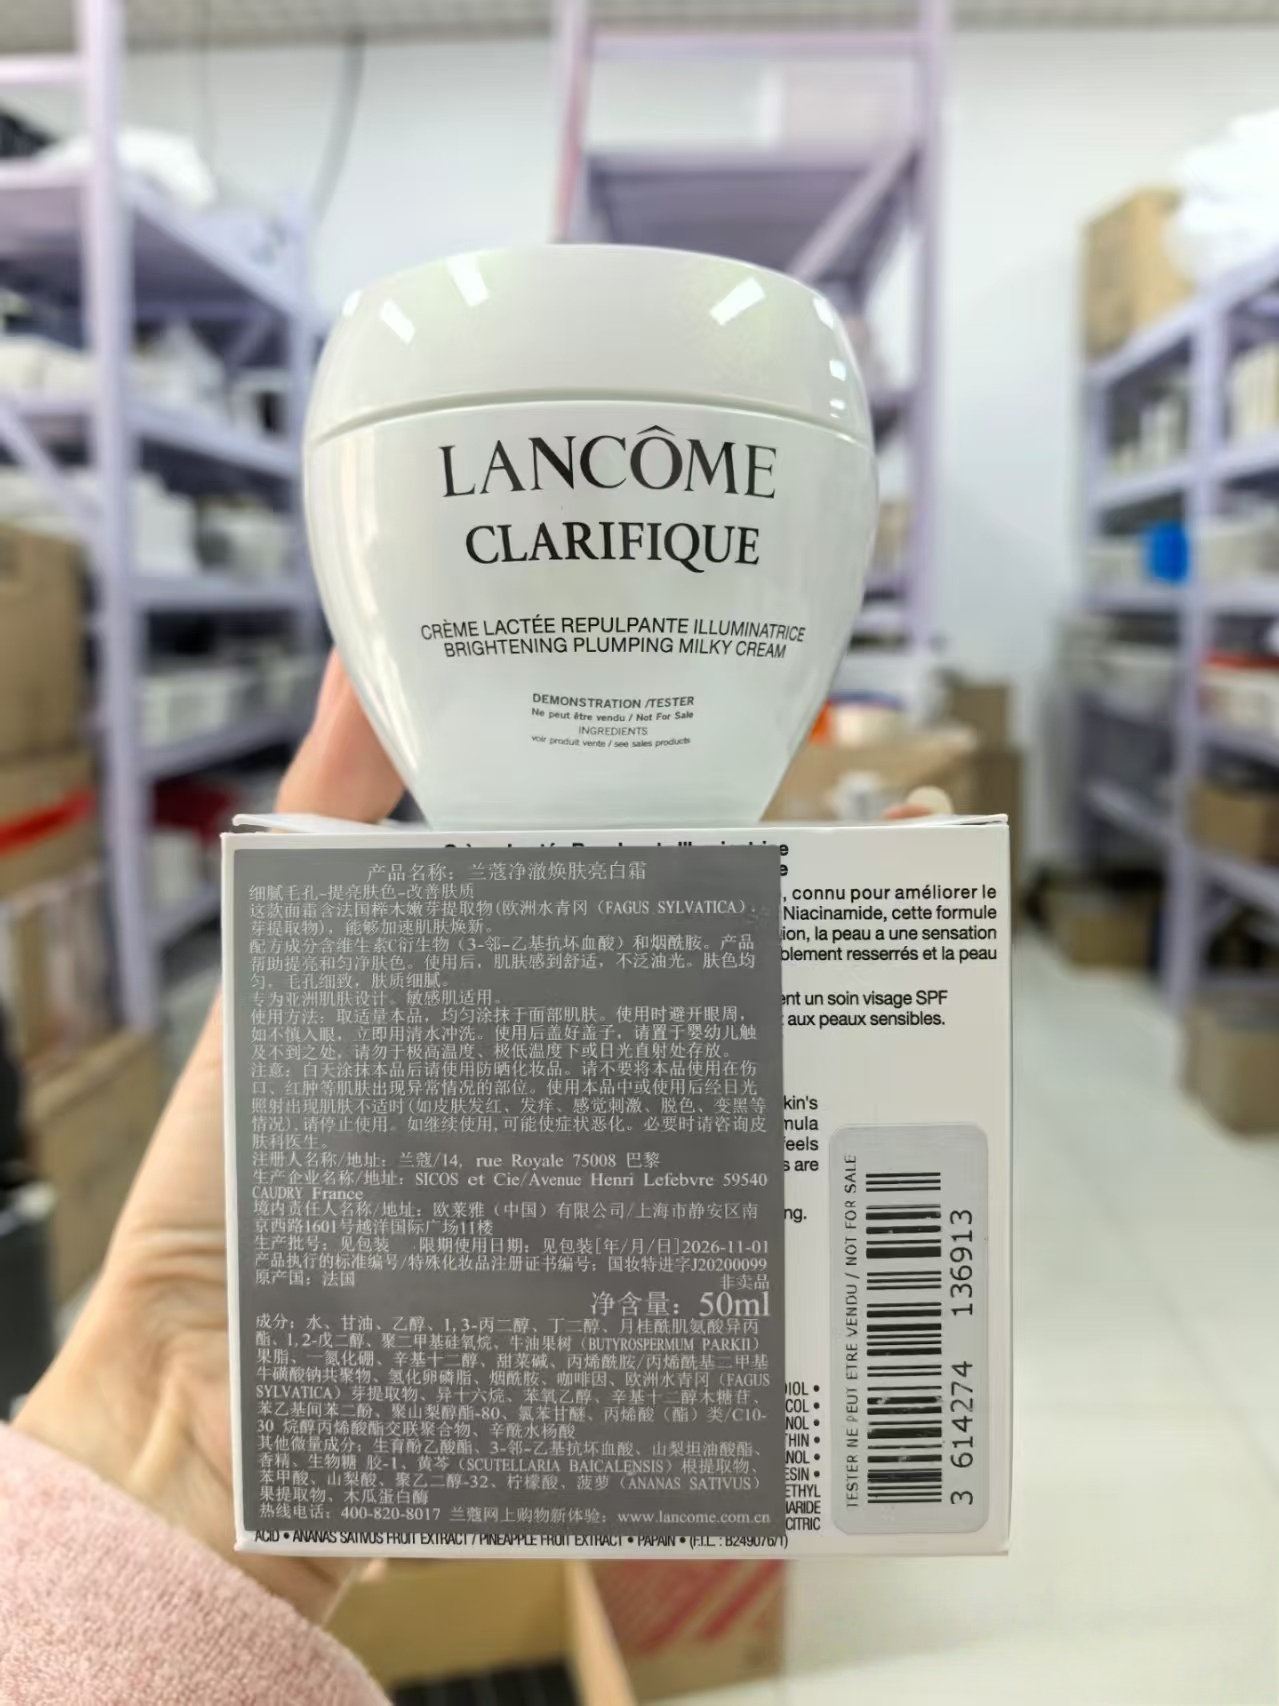 LANCÔME
CLARIFIQUE
CRÈME LACTÉE REPULPANTE ILLUMINATRICE
BRIGHTENING PLUMPING MILKY CREAM
DEMONSTRATION /TESTER
Ne peut être vendu / Not For Sale
INGREDIENTS
voir produit vente / see sales products
产品名称：兰蔻净澈焕肤亮白霜
细腻毛孔-提亮肤色-改善肤质
这款面霜含法国榉木嫩芽提取物(欧洲水青冈（FAGUS SYLVATICA）
芽提取物)，能够加速肌肤焕新。
配方成分含维生素C衍生物（3-邻-乙基抗坏血酸）和烟酰胺。产品
帮助提亮和匀净肤色。使用后，肌肤感到舒适，不泛油光。肤色均
匀，毛孔细致，肤质细腻。
专为亚洲肌肤设计。敏感肌适用。
使用方法：取适量本品，均匀涂抹于面部肌肤。使用时避开眼周，
如不慎入眼，立即用清水冲洗。使用后盖好盖子，请置于婴幼儿触
及不到之处，请勿于极高温度、极低温度下或日光直射处存放。
注意：白天涂抹本品后请使用防晒化妆品。请不要将本品使用在伤
口、红肿等肌肤出现异常情况的部位。使用本品中或使用后经日光
照射出现肌肤不适时(如皮肤发红、发痒、感觉刺激、脱色、变黑等
情况),请停止使用。如继续使用,可能使症状恶化。必要时请咨询皮
肤科医生。
注册人名称/地址：兰蔻/14, rue Royale 75008 巴黎
生产企业名称/地址：SICOS et Cie/Avenue Henri Lefebvre 59540
CAUDRY France
境内责任人名称/地址：欧莱雅（中国）有限公司/上海市静安区南
京西路1601号越洋国际广场11楼
生产批号：见包装 限期使用日期：见包装[年/月/日]2026-11-01
产品执行的标准编号/特殊化妆品注册证书编号：国妆特进字J20200099
原产国：法国 非卖品
净含量：50ml
成分：水、甘油、乙醇、1,3-丙二醇、丁二醇、月桂酰肌氨酸异丙
酯、1,2-戊二醇、聚二甲基硅氧烷、牛油果树（BUTYROSPERMUM PARKII）
果脂、一氮化硼、辛基十二醇、甜菜碱、丙烯酰胺/丙烯酰基二甲基
牛磺酸钠共聚物、氢化卵磷脂、烟酰胺、咖啡因、欧洲水青冈（FAGUS
SYLVATICA）芽提取物、异十六烷、苯氧乙醇、辛基十二醇木糖苷、
苯乙基间苯二酚、聚山梨醇酯-80、氯苯甘醚、丙烯酸（酯）类/C10-
30 烷醇丙烯酸酯交联聚合物、辛酰水杨酸
其他微量成分：生育酚乙酸酯、3-邻-乙基抗坏血酸、山梨坦油酸酯、
香精、生物糖 胶-1、黄芩（SCUTELLARIA BAICALENSIS）根提取物、
苯甲酸、山梨酸、聚乙二醇-32、柠檬酸、菠萝（ANANAS SATIVUS）
果提取物、木瓜蛋白酶
热线电话：400-820-8017 兰蔻网上购物新体验：www.lancome.com.cn
, connu pour améliorer le
Niacinamide, cette formule
ion, la peau a une sensation
blement resserrés et la peau
ent un soin visage SPF
aux peaux sensibles.
kin's
mula
feels
s are
ng.
DIOL •
COL •
NOL •
THIN •
NOL •
ESIN •
ETHYL
HARIDE
CITRIC
ACID • ANANAS SATIVUS FRUIT EXTRACT / PINEAPPLE FRUIT EXTRACT • PAPAIN • (F.I.L. : B249076/1)
TESTER NE PEUT ETRE VENDU / NOT FOR SALE
3 614274 136913